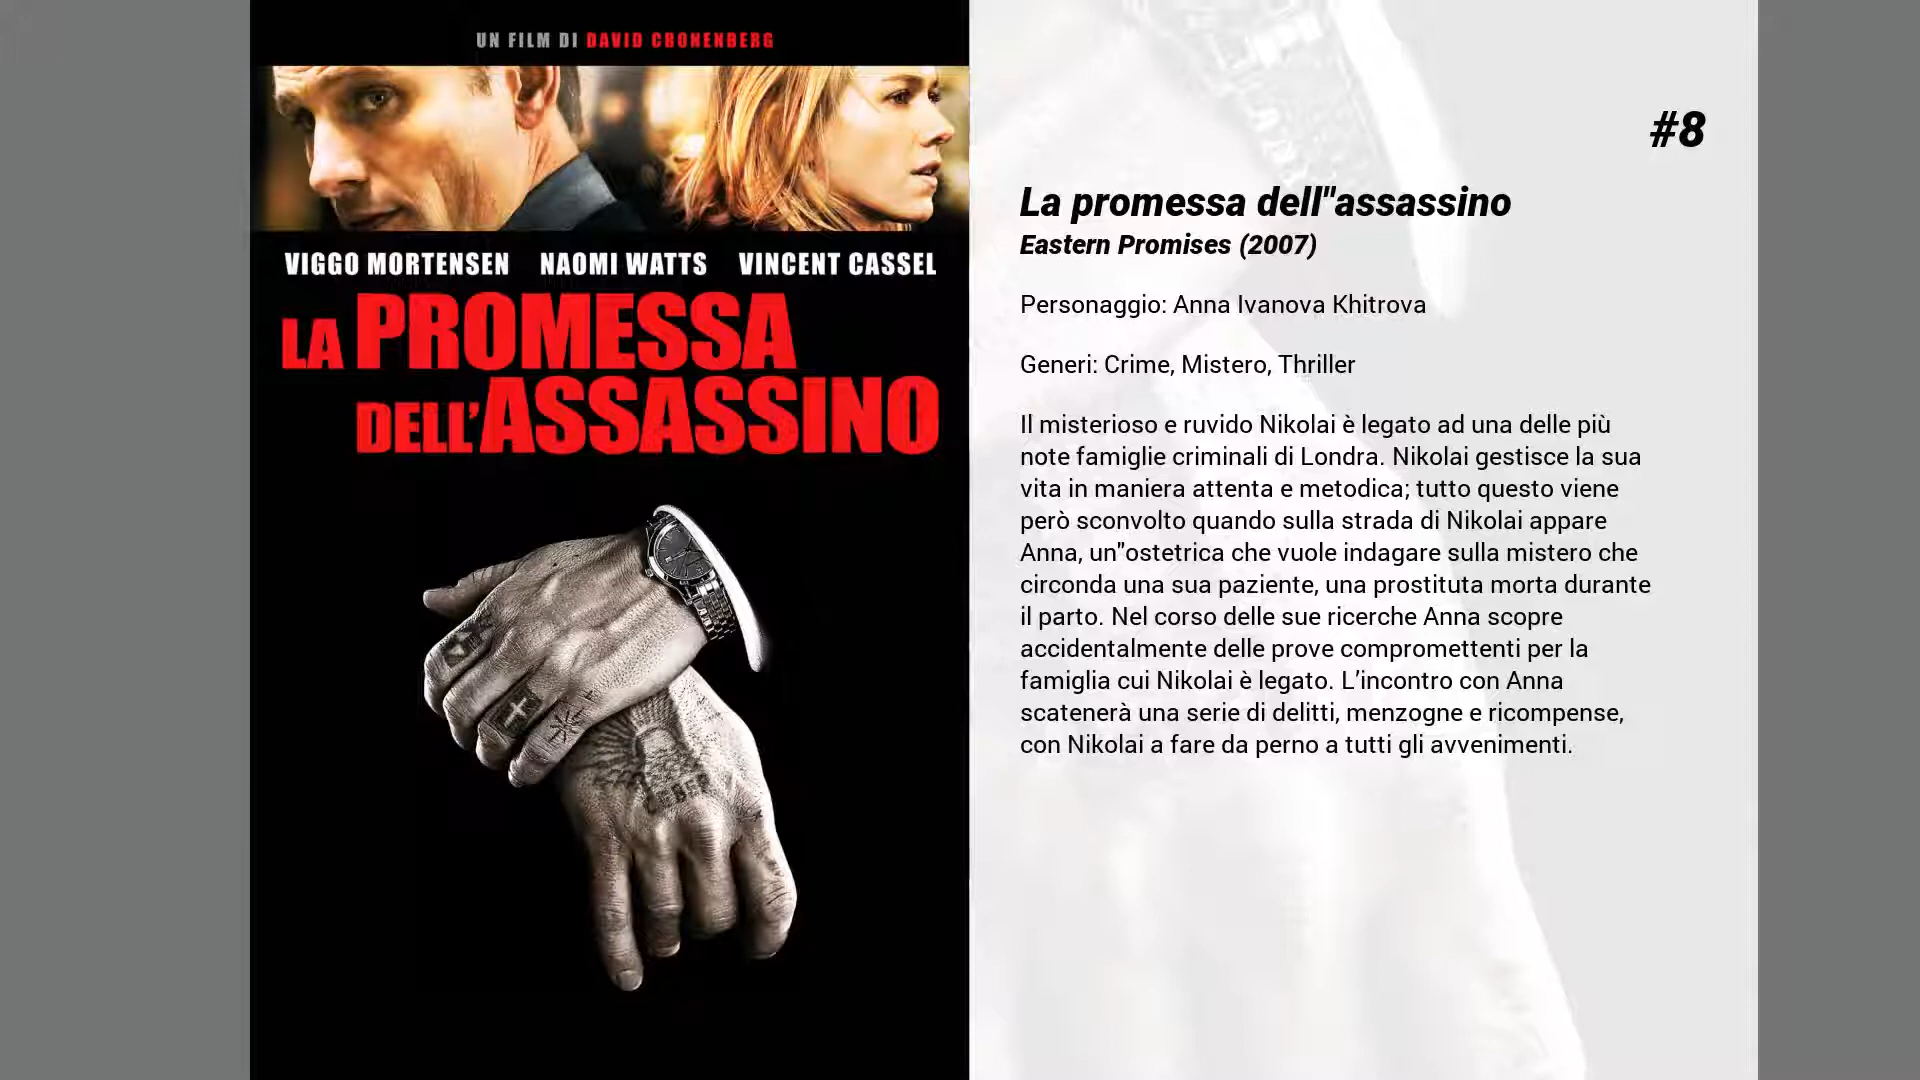 UN FILM DI DAVID CRONENBERG
VIGGO MORTENSEN NAOMI WATTS VINCENT CASSEL
LA PROMESSA
DELL'ASSASSINO
СЕВЕР
#8
La promessa dell"assassino
Eastern Promises (2007)
Personaggio: Anna Ivanova Khitrova
Generi: Crime, Mistero, Thriller
Il misterioso e ruvido Nikolai è legato ad una delle più
note famiglie criminali di Londra. Nikolai gestisce la sua
vita in maniera attenta e metodica; tutto questo viene
però sconvolto quando sulla strada di Nikolai appare
Anna, un"ostetrica che vuole indagare sulla mistero che
circonda una sua paziente, una prostituta morta durante
il parto. Nel corso delle sue ricerche Anna scopre
accidentalmente delle prove compromettenti per la
famiglia cui Nikolai è legato. L’incontro con Anna
scatenerà una serie di delitti, menzogne e ricompense,
con Nikolai a fare da perno a tutti gli avvenimenti.